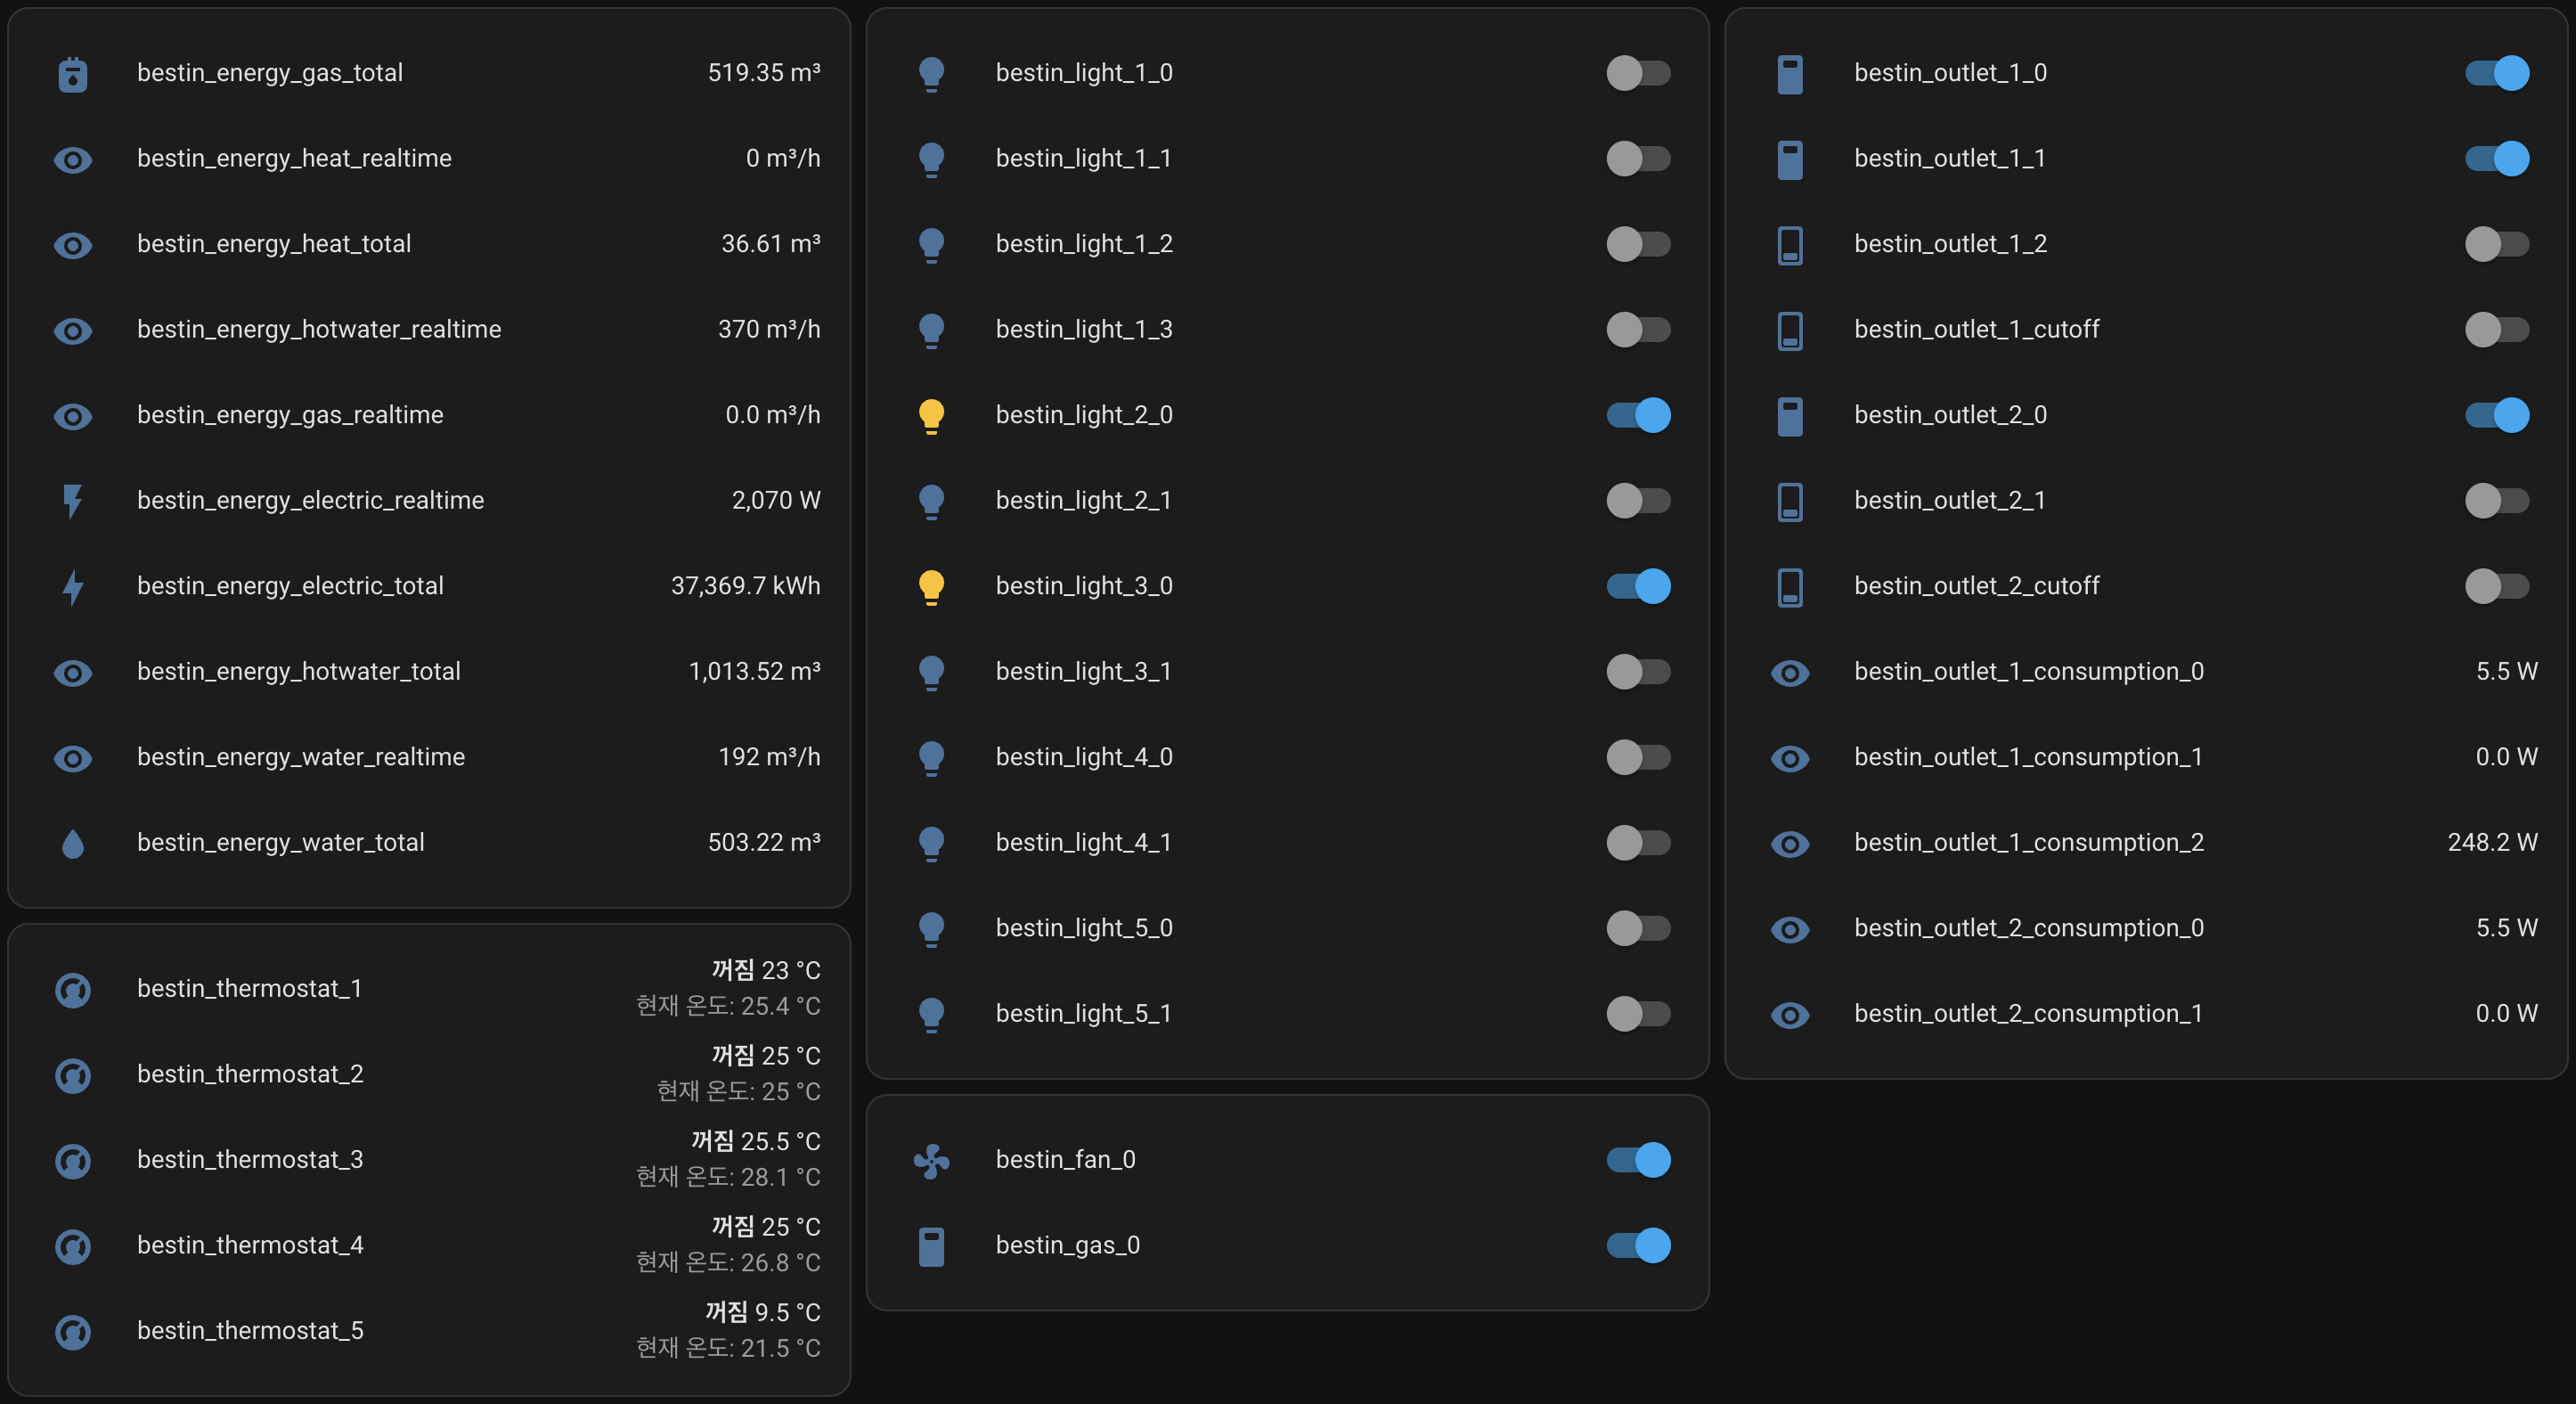 bestin_energy_gas_total 519.35 m³
bestin_energy_heat_realtime 0 m³/h
bestin_energy_heat_total 36.61 m³
bestin_energy_hotwater_realtime 370 m³/h
bestin_energy_gas_realtime 0.0 m³/h
bestin_energy_electric_realtime 2,070 W
bestin_energy_electric_total 37,369.7 kWh
bestin_energy_hotwater_total 1,013.52 m³
bestin_energy_water_realtime 192 m³/h
bestin_energy_water_total 503.22 m³
bestin_thermostat_1 꺼짐 23 °C
현재 온도: 25.4 °C
bestin_thermostat_2 꺼짐 25 °C
현재 온도: 25 °C
bestin_thermostat_3 꺼짐 25.5 °C
현재 온도: 28.1 °C
bestin_thermostat_4 꺼짐 25 °C
현재 온도: 26.8 °C
bestin_thermostat_5 꺼짐 9.5 °C
현재 온도: 21.5 °C
bestin_light_1_0
bestin_light_1_1
bestin_light_1_2
bestin_light_1_3
bestin_light_2_0
bestin_light_2_1
bestin_light_3_0
bestin_light_3_1
bestin_light_4_0
bestin_light_4_1
bestin_light_5_0
bestin_light_5_1
bestin_fan_0
bestin_gas_0
bestin_outlet_1_0
bestin_outlet_1_1
bestin_outlet_1_2
bestin_outlet_1_cutoff
bestin_outlet_2_0
bestin_outlet_2_1
bestin_outlet_2_cutoff
bestin_outlet_1_consumption_0 5.5 W
bestin_outlet_1_consumption_1 0.0 W
bestin_outlet_1_consumption_2 248.2 W
bestin_outlet_2_consumption_0 5.5 W
bestin_outlet_2_consumption_1 0.0 W